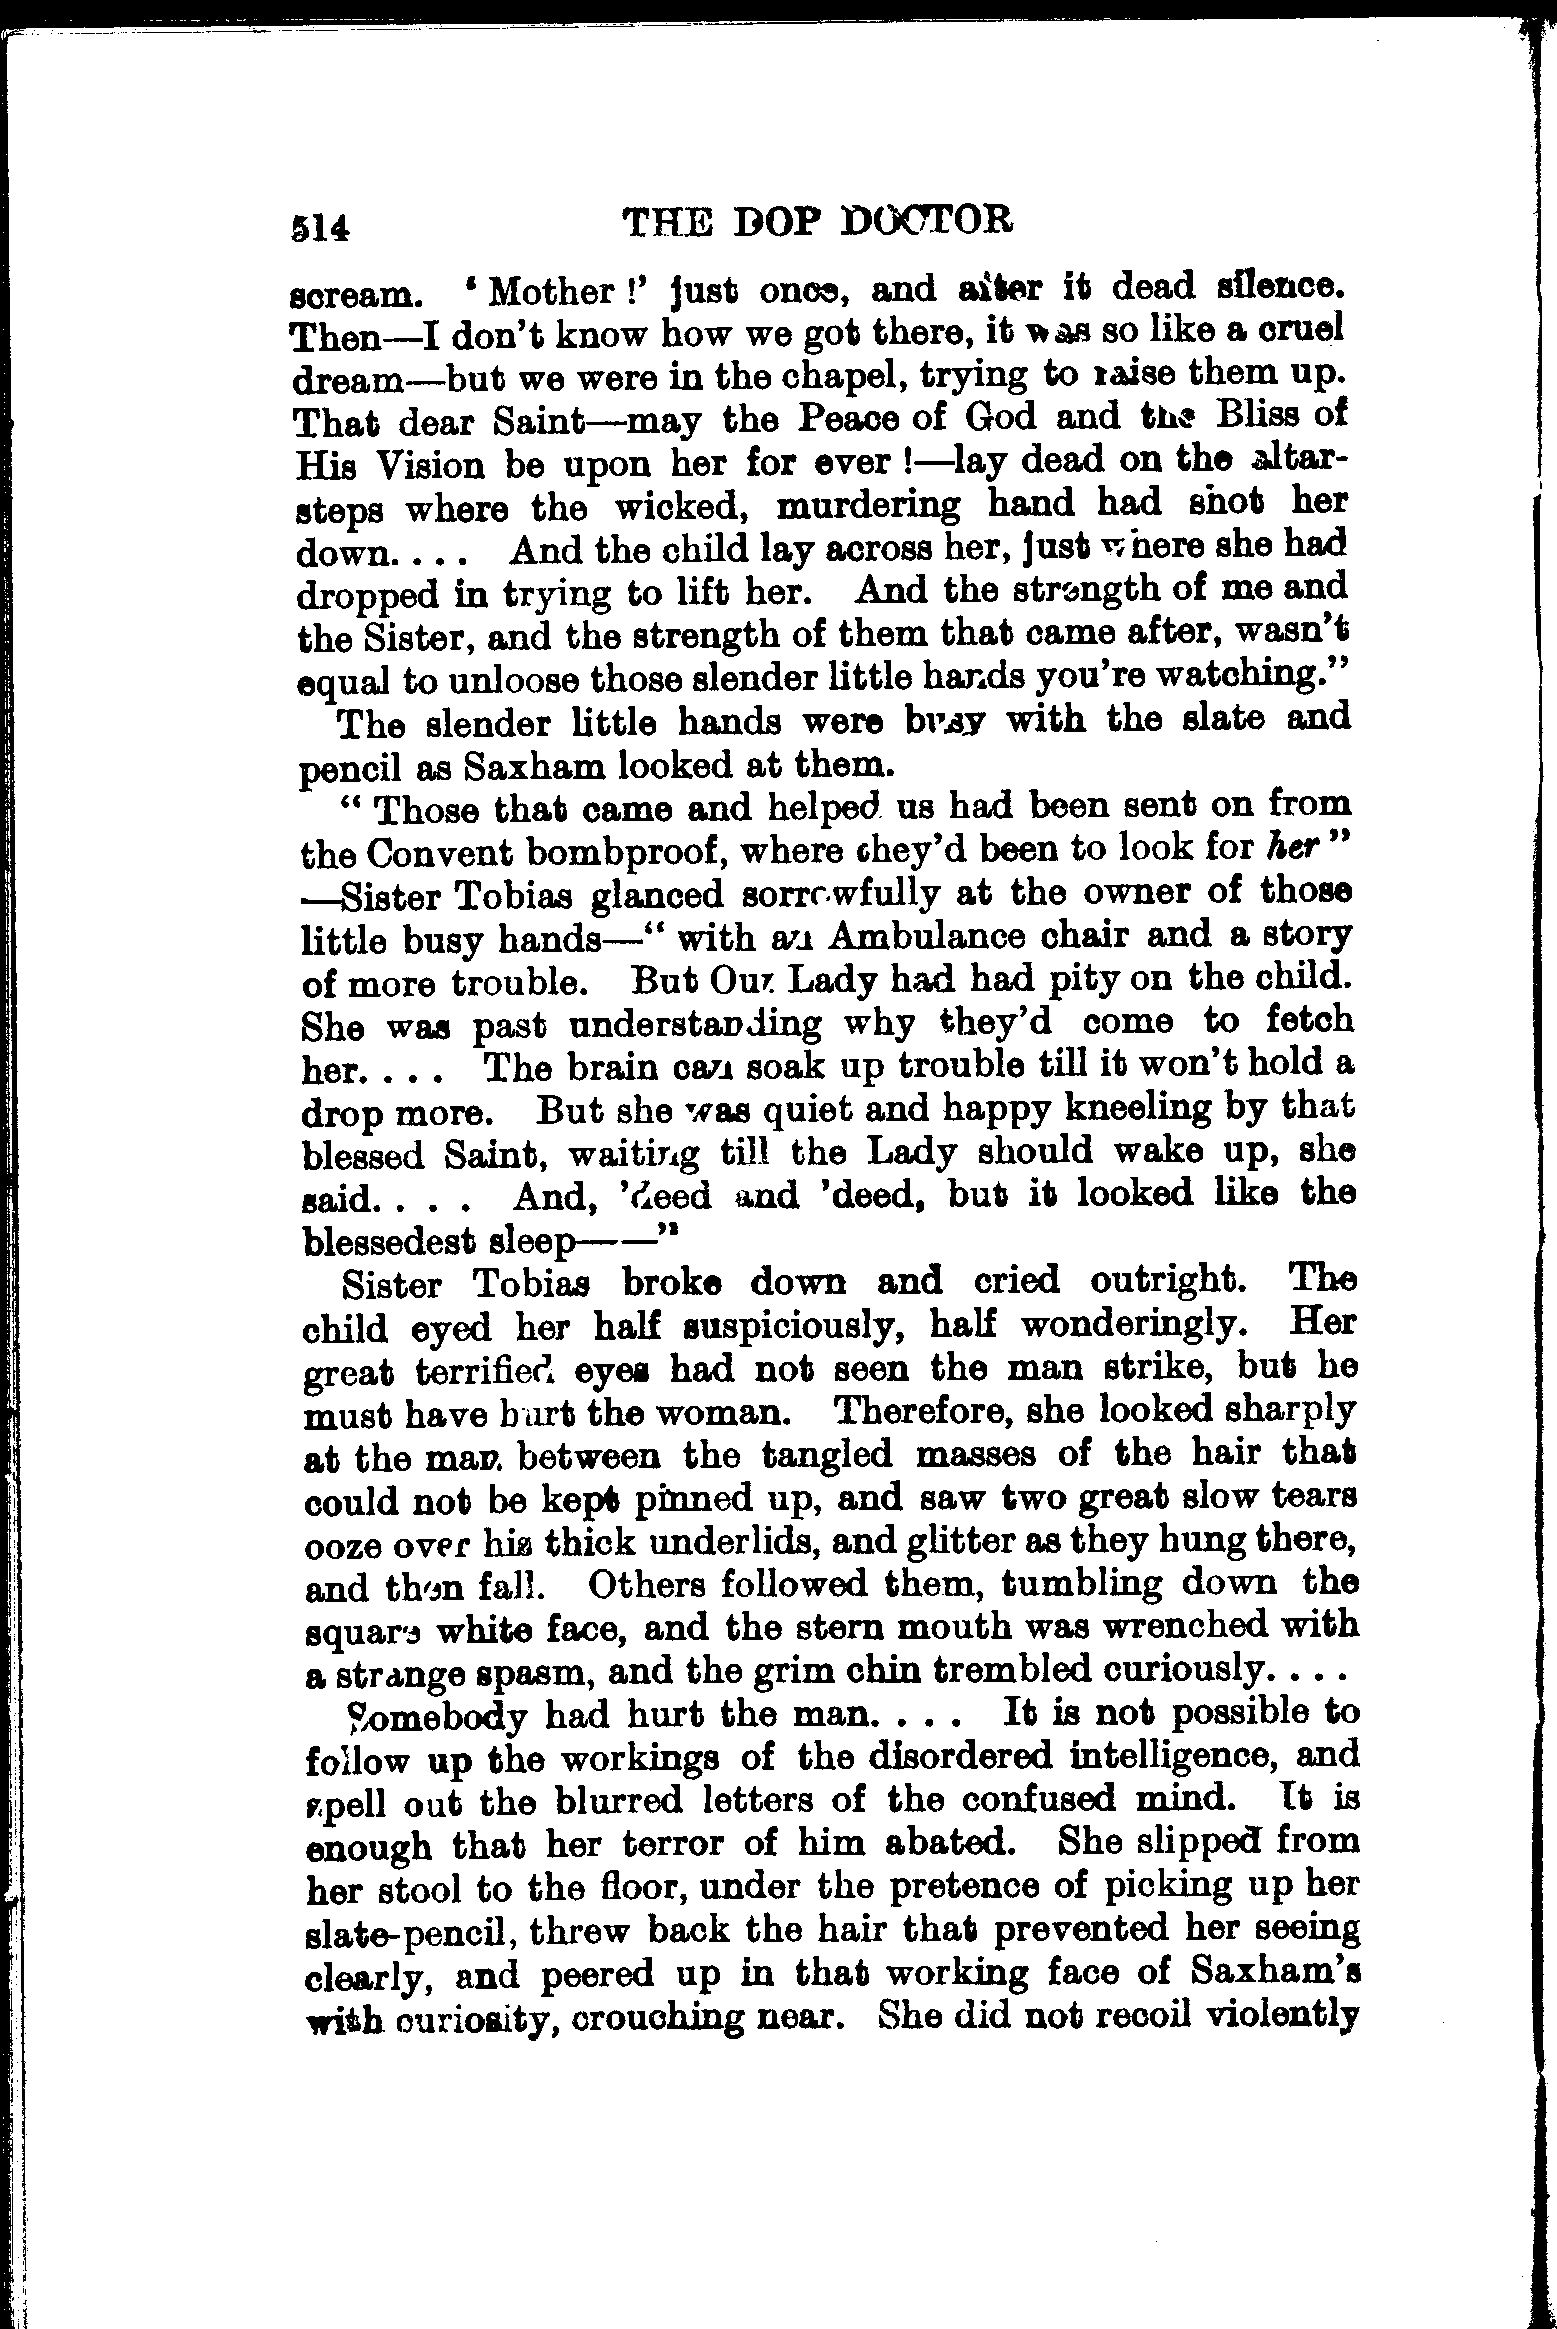 514 THE DOP DOCTOR
scream. ‘Mother!’ just once, and after it dead silence.
Then—I don't know how we got there, it was so like a cruel
dream—but we were in the chapel, trying to raise them up.
That dear Saint—may the Peace of God and the Bliss of
His Vision be upon her for ever!—lay dead on the altar-
steps where the wicked, murdering hand had shot her
down. . . . And the child lay across her, just where she had
dropped in trying to lift her. And the strength of me and
the Sister, and the strength of them that came after, wasn't
equal to unloose those slender little hands you're watching.”
The slender little hands were busy with the slate and
pencil as Saxham looked at them.
“Those that came and helped us had been sent on from
the Convent bombproof, where they'd been to look for her”
—Sister Tobias glanced sorrowfully at the owner of those
little busy hands—“with an Ambulance chair and a story
of more trouble. But Our Lady had had pity on the child.
She was past understanding why they'd come to fetch
her. . . . The brain can soak up trouble till it won't hold a
drop more. But she was quiet and happy kneeling by that
blessed Saint, waiting till the Lady should wake up, she
said. . . . And, 'deed and 'deed, but it looked like the
blessedest sleep——”
Sister Tobias broke down and cried outright. The
child eyed her half suspiciously, half wonderingly. Her
great terrified eyes had not seen the man strike, but he
must have hurt the woman. Therefore, she looked sharply
at the man between the tangled masses of the hair that
could not be kept pinned up, and saw two great slow tears
ooze over his thick underlids, and glitter as they hung there,
and then fall. Others followed them, tumbling down the
square white face, and the stern mouth was wrenched with
a strange spasm, and the grim chin trembled curiously. . . .
Somebody had hurt the man. . . . It is not possible to
follow up the workings of the disordered intelligence, and
spell out the blurred letters of the confused mind. It is
enough that her terror of him abated. She slipped from
her stool to the floor, under the pretence of picking up her
slate-pencil, threw back the hair that prevented her seeing
clearly, and peered up in that working face of Saxham's
with curiosity, crouching near. She did not recoil violently